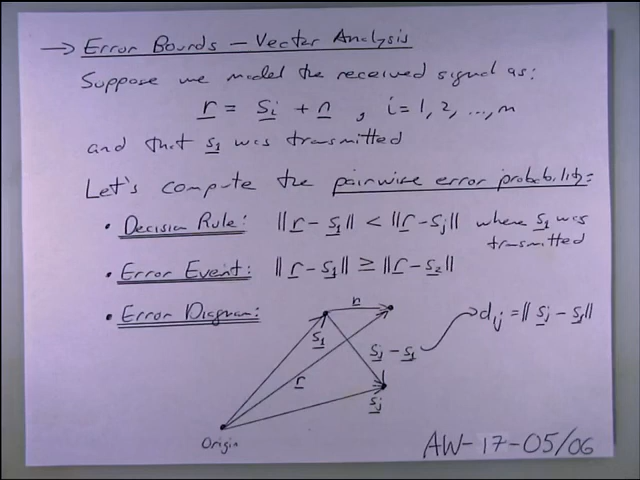 → Error Bounds – Vector Analysis
Suppose we model the received signal as:
r = si + n , i = 1, 2, ..., m
and that s1 was transmitted
Let's compute the pairwise error probability:
• Decision Rule: ‖r - s1‖ < ‖r - sj‖ where s1 was
transmitted
• Error Event: ‖r - s1‖ ≥ ‖r - s2‖
• Error Diagram:
n
s1
sj - s1
dij = ‖sj - s1‖
r
sj
Origin
AW-17-05/06